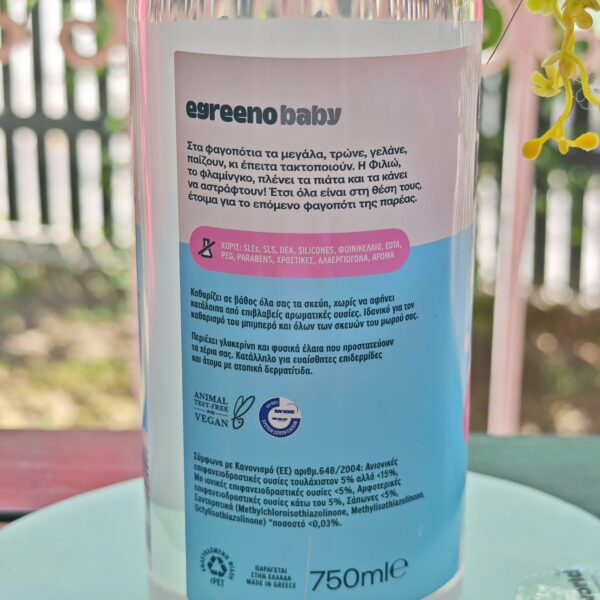 egreeno baby
Στα φαγοπότια τα μεγάλα, τρώνε, γελάνε,
παίζουν, κι έπειτα τακτοποιούν. Η Φιλιώ,
το φλαμίνγκο, πλένει τα πιάτα και τα κάνει
να αστράφτουν! Έτσι όλα είναι στη θέση τους,
έτοιμα για το επόμενο φαγοπότι της παρέας.
ΧΩΡΙΣ: SLEs, SLS, DEA, SILICONES, ΦΟΙΝΙΚΕΛΑΙΟ, EDTA,
PEG, PARABENS, ΧΡΩΣΤΙΚΕΣ, ΑΛΛΕΡΓΙΟΓΟΝΑ, ΑΡΩΜΑ
Καθαρίζει σε βάθος όλα σας τα σκεύη, χωρίς να αφήνει
κατάλοιπα από επιβλαβείς αρωματικές ουσίες. Ιδανικό για τον
καθαρισμό του μπιμπερό και όλων των σκευών του μωρού σας.
Περιέχει γλυκερίνη και φυσικά έλαια που προστατεύουν
τα χέρια σας. Κατάλληλο για ευαίσθητες επιδερμίδες
και άτομα με ατοπική δερματίτιδα.
ANIMAL
TEST-FREE
VEGAN
SYSTEM CERTIFICATION
Σύμφωνα με Κανονισμό (ΕΕ) αριθμ.648/2004: Ανιονικές
επιφανειοδραστικές ουσίες τουλάχιστον 5% αλλά <15%,
Μη ιονικές επιφανειοδραστικές ουσίες <5%, Αμφοτερικές
επιφανειοδραστικές ουσίες κάτω του 5%, Σάπωνες <5%,
Συντηρητικά (Methylchloroisothiazolinone, Methylisothiazolinone,
Octylisothiazolinone) *ποσοστό <0,03%.
ΑΝΑΚΥΚΛΩΜΕΝΗ ΦΙΑΛΗ
rPET
ΠΑΡΑΓΕΤΑΙ
ΣΤΗΝ ΕΛΛΑΔΑ
MADE IN GREECE
750ml℮